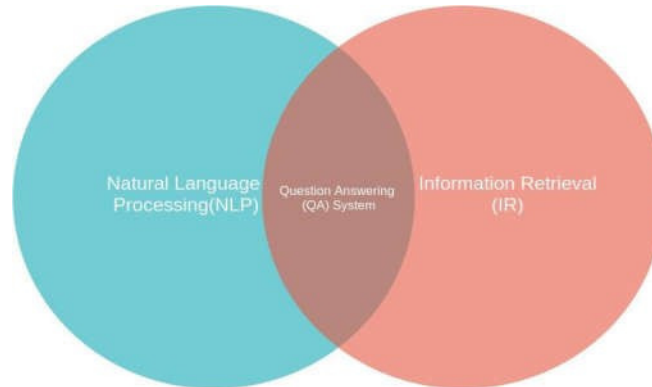 Natural Language
Processing(NLP)
Question Answering
(QA) System
Information Retrieval
(IR)